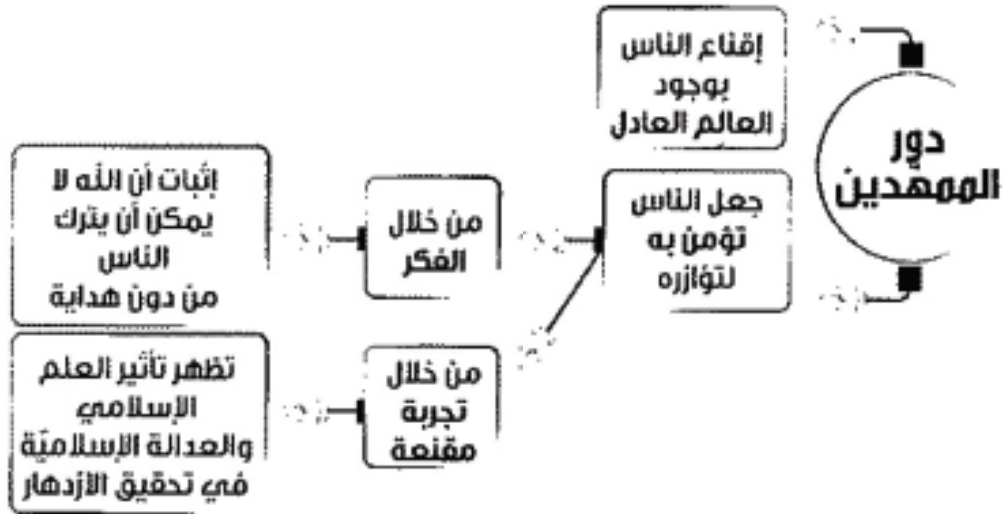 دور
الممهدين
إقناع الناس
بوجود
العالم العادل
جعل الناس
تؤمن به
لتؤازره
من خلال
الفكر
إثبات أن الله لا
يمكن أن يترك
الناس
من دون هداية
من خلال
تجربة
مقنعة
تظهر تأثير العلم
الإسلامي
والعدالة الإسلاميّة
في تحقيق الازدهار